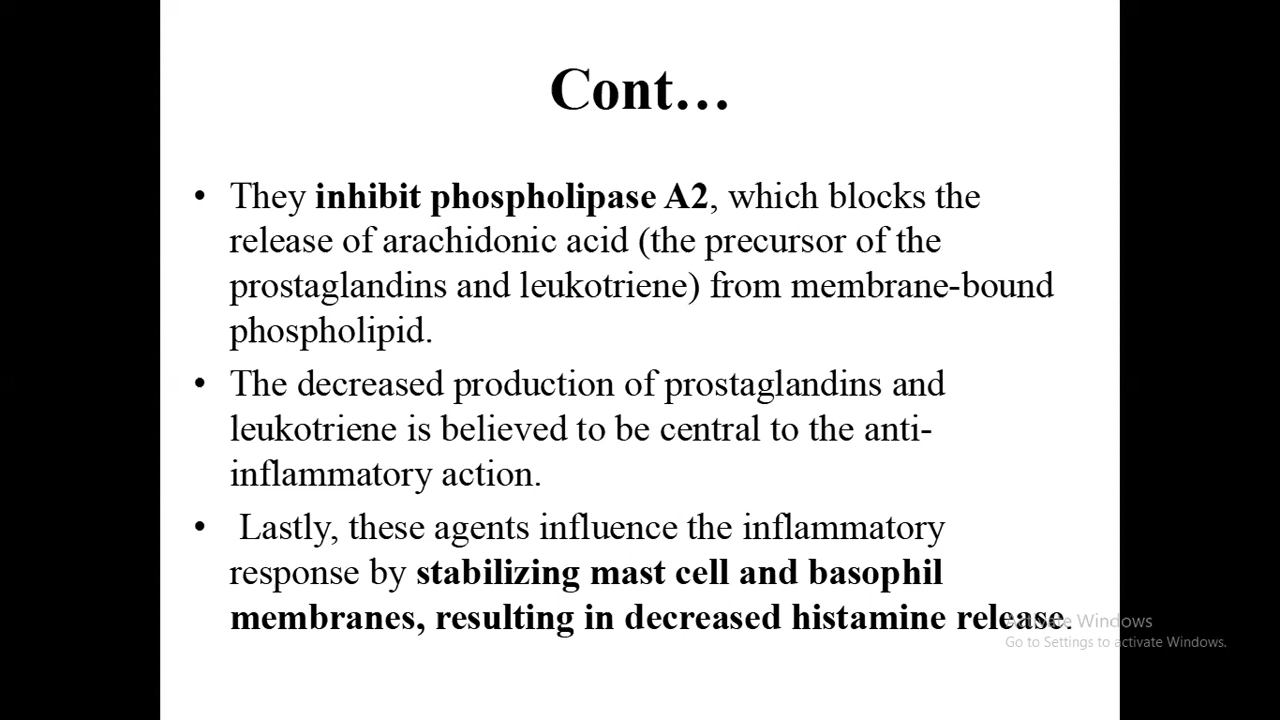 Cont…
• They inhibit phospholipase A2, which blocks the
release of arachidonic acid (the precursor of the
prostaglandins and leukotriene) from membrane-bound
phospholipid.
• The decreased production of prostaglandins and
leukotriene is believed to be central to the anti-
inflammatory action.
• Lastly, these agents influence the inflammatory
response by stabilizing mast cell and basophil
membranes, resulting in decreased histamine release.
Activate Windows
Go to Settings to activate Windows.